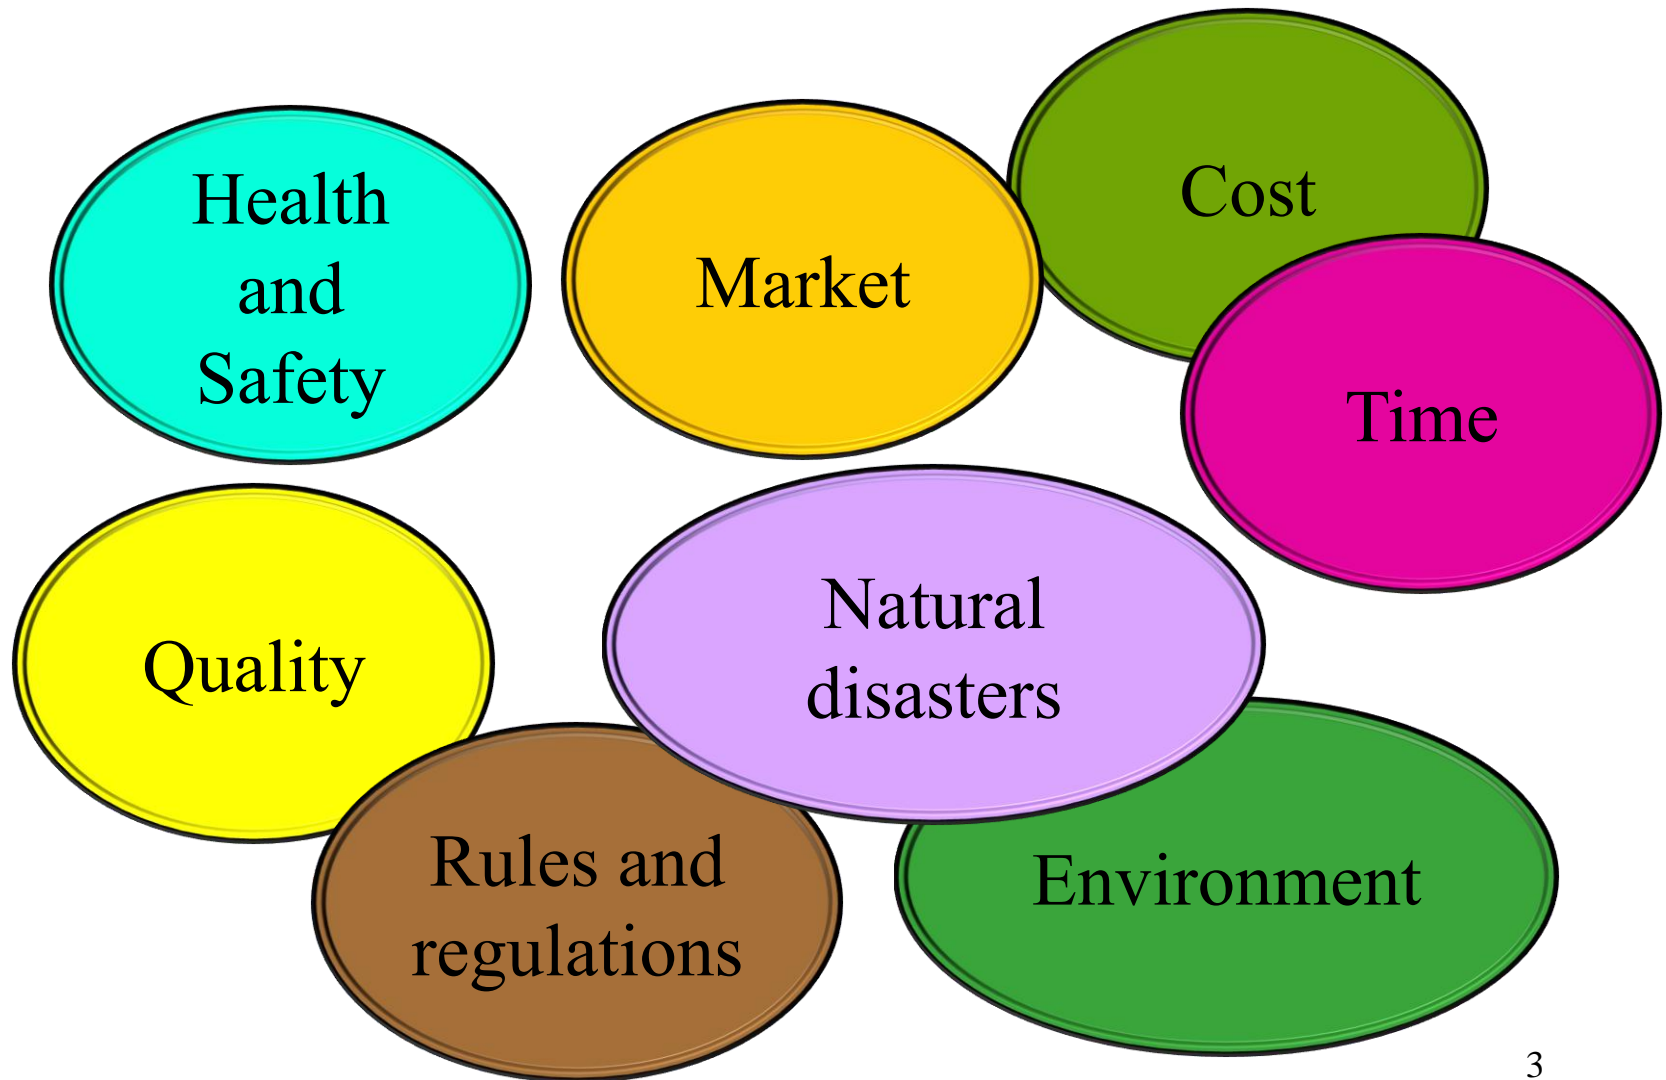 Health
and
Safety
Market
Cost
Time
Quality
Natural
disasters
Rules and
regulations
Environment
3